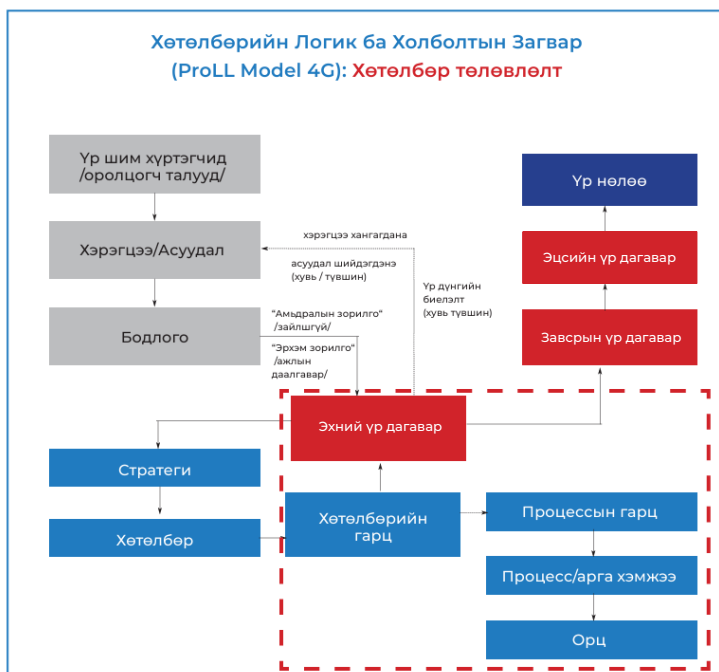 Хөтөлбөрийн Логик ба Холболтын Загвар
(ProLL Model 4G): Хөтөлбөр төлөвлөлт
Үр шим хүртэгчид
/оролцогч талууд/
Хэрэгцээ/Асуудал
Бодлого
хэрэгцээ хангагдана
асуудал шийдэгдэнэ
(хувь / түвшин)
Үр дүнгийн
биелэлт
(хувь түвшин)
"Амьдралын зорилго"
/зайлшгүй/
"Эрхэм зорилго"
/ажлын
даалгавар/
Үр нөлөө
Эцсийн үр дагавар
Завсрын үр дагавар
Эхний үр дагавар
Стратеги
Хөтөлбөр
Хөтөлбөрийн
гарц
Процессын гарц
Процесс/арга хэмжээ
Орц